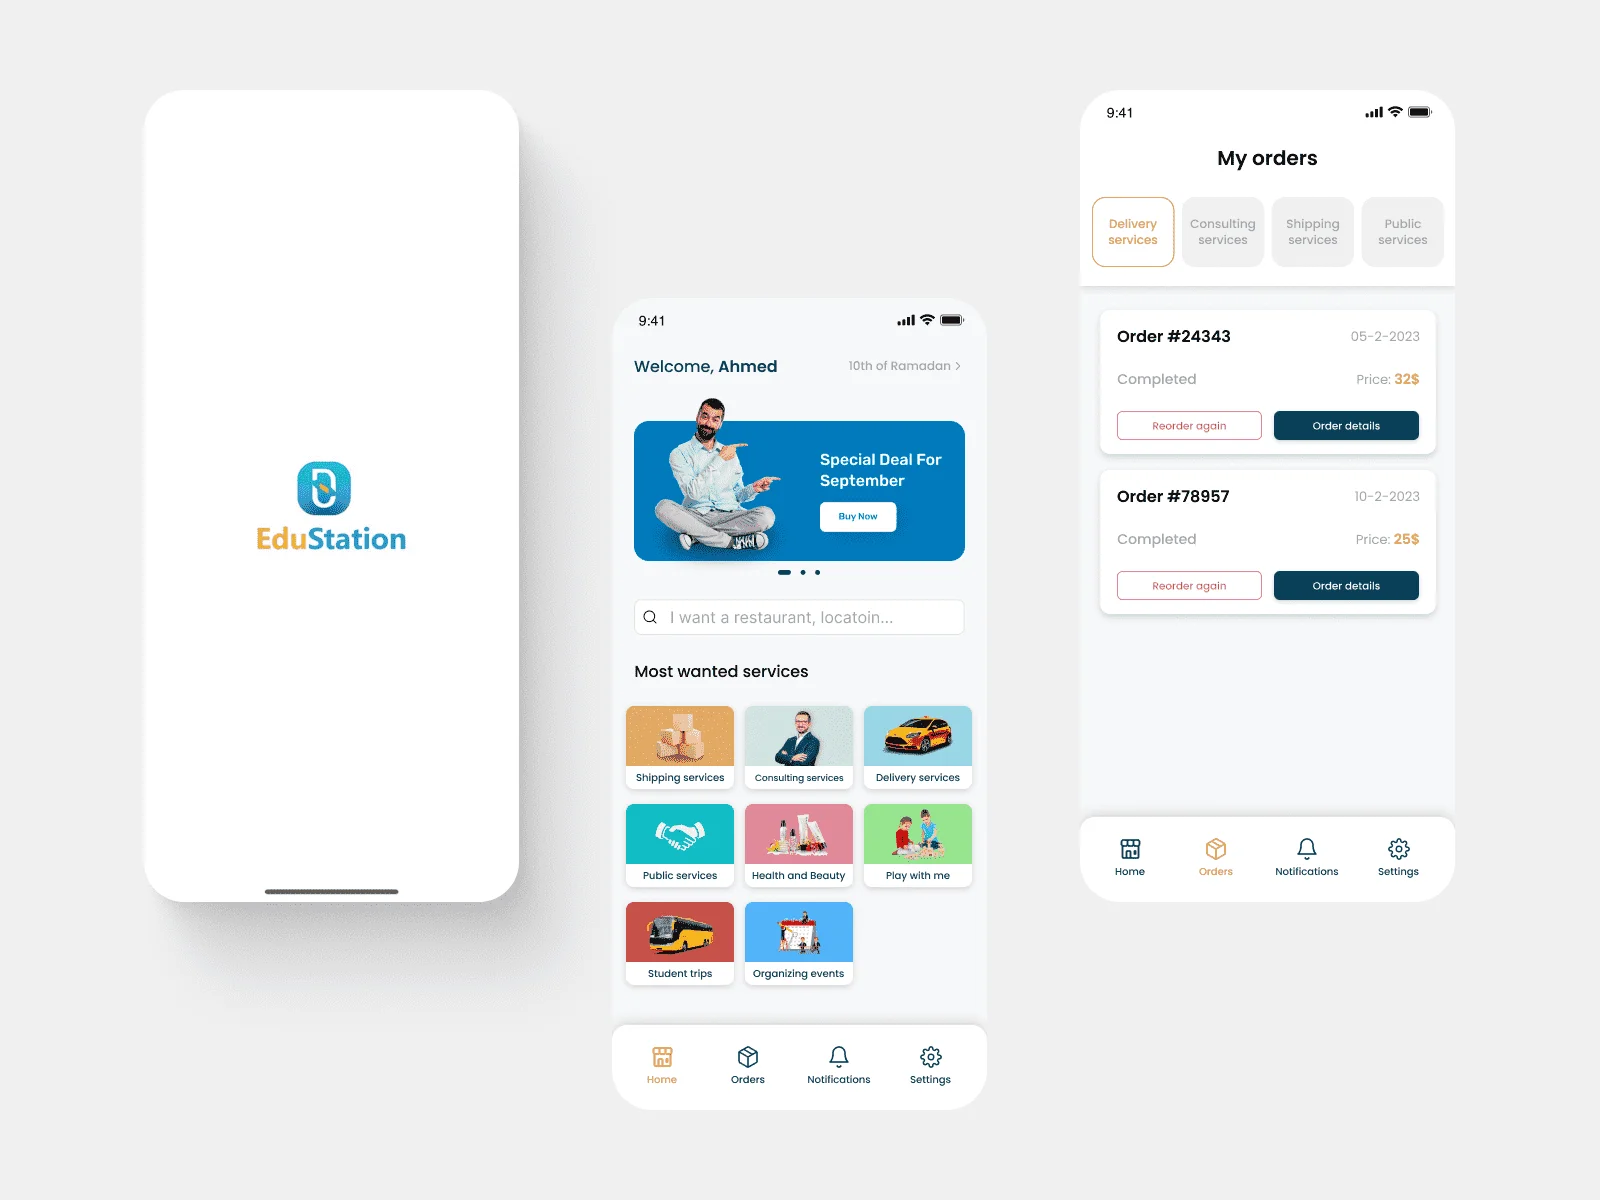 EduStation
9:41
Welcome, Ahmed
10th of Ramadan >
Special Deal For
September
Buy Now
I want a restaurant, locatoin...
Most wanted services
Shipping services
Consulting services
Delivery services
Public services
Health and Beauty
Play with me
Student trips
Organizing events
Home
Orders
Notifications
Settings
9:41
My orders
Delivery
services
Consulting
services
Shipping
services
Public
services
Order #24343
05-2-2023
Completed
Price: 32$
Reorder again
Order details
Order #78957
10-2-2023
Completed
Price: 25$
Reorder again
Order details
Home
Orders
Notifications
Settings